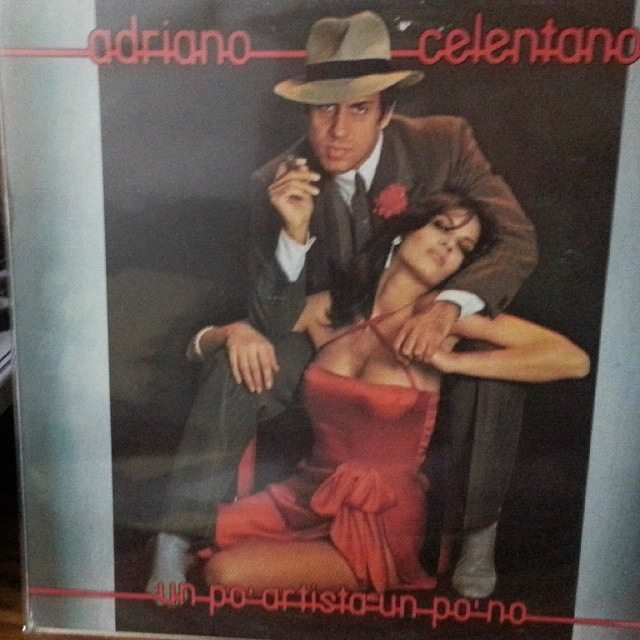 adriano celentano
un po' artista un po' no